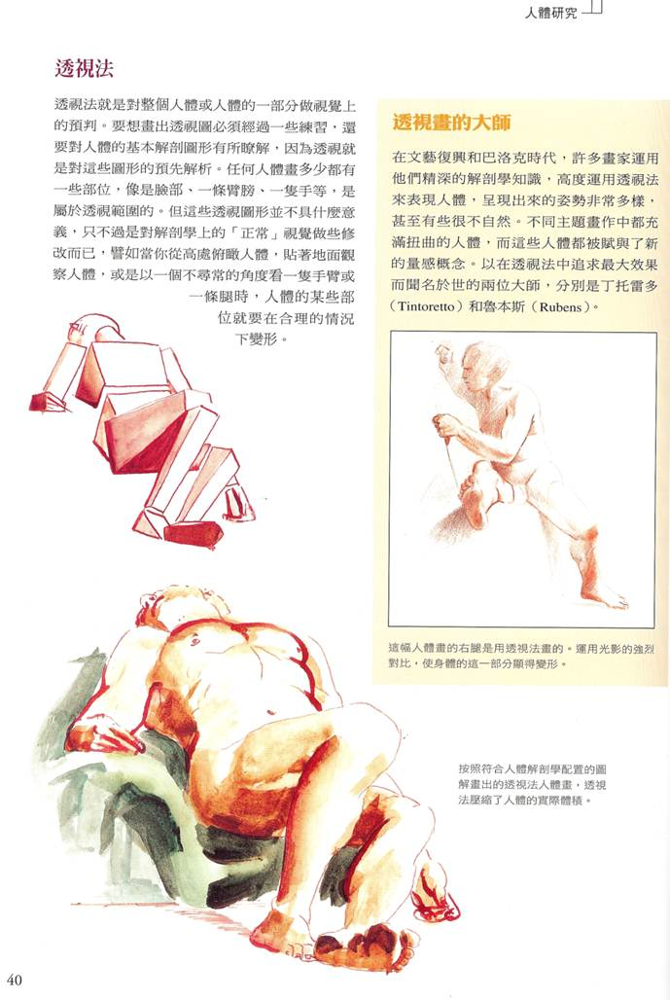 人體研究
透視法
透視法就是對整個人體或人體的一部分做視覺上
的預判。要想畫出透視圖必須經過一些練習，還
要對人體的基本解剖圖形有所瞭解，因為透視就
是對這些圖形的預先解析。任何人體畫多少都有
一些部位，像是臉部、一條臂膀、一隻手等，是
屬於透視範圍的。但這些透視圖形並不具什麼意
義，只不過是對解剖學上的「正常」視覺做些修
改而已，譬如當你從高處俯瞰人體，貼著地面觀
察人體，或是以一個不尋常的角度看一隻手臂或
一條腿時，人體的某些部
位就要在合理的情況
下變形。
透視畫的大師
在文藝復興和巴洛克時代，許多畫家運用
他們精深的解剖學知識，高度運用透視法
來表現人體，呈現出來的姿勢非常多樣，
甚至有些很不自然。不同主題畫作中都充
滿扭曲的人體，而這些人體都被賦與了新
的量感概念。以在透視法中追求最大效果
而聞名於世的兩位大師，分別是丁托雷多
（Tintoretto）和魯本斯（Rubens）。
這幅人體畫的右腿是用透視法畫的。運用光影的強烈
對比，使身體的這一部分顯得變形。
按照符合人體解剖學配置的圖
解畫出的透視法人體畫，透視
法壓縮了人體的實際體積。
40